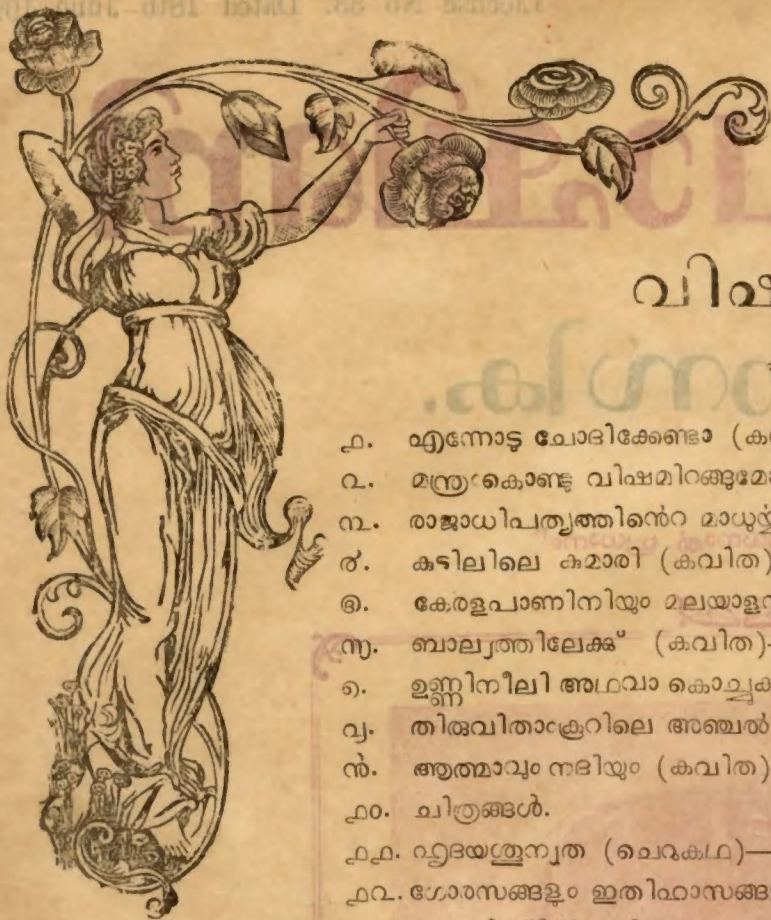 വിഷ
൧. എന്നോടു ചോദിക്കേണ്ടാ (ക
൨. മന്ത്രംകൊണ്ടു വിഷമിറങ്ങുമോ
൩. രാജാധിപത്യത്തിൻെറ മാധുൎയ്യ
൪. കുടിലിലെ കുമാരി (കവിത)
൫. കേരളപാണിനിയും മലയാള
൬. ബാല്യത്തിലേക്ക് (കവിത)—
൭. ഉണ്ണിനീലി അഥവാ കൊച്ചുക
൮. തിരുവിതാംകൂറിലെ അഞ്ചൽ
൯. ആത്മാവും നദിയും (കവിത)
൧൦. ചിത്രങ്ങൾ.
൧൧. ഹൃദയശൂന്യത (ചെറുകഥ)—
൧൨. ഗോരസങ്ങളും ഇതിഹാസങ്ങ